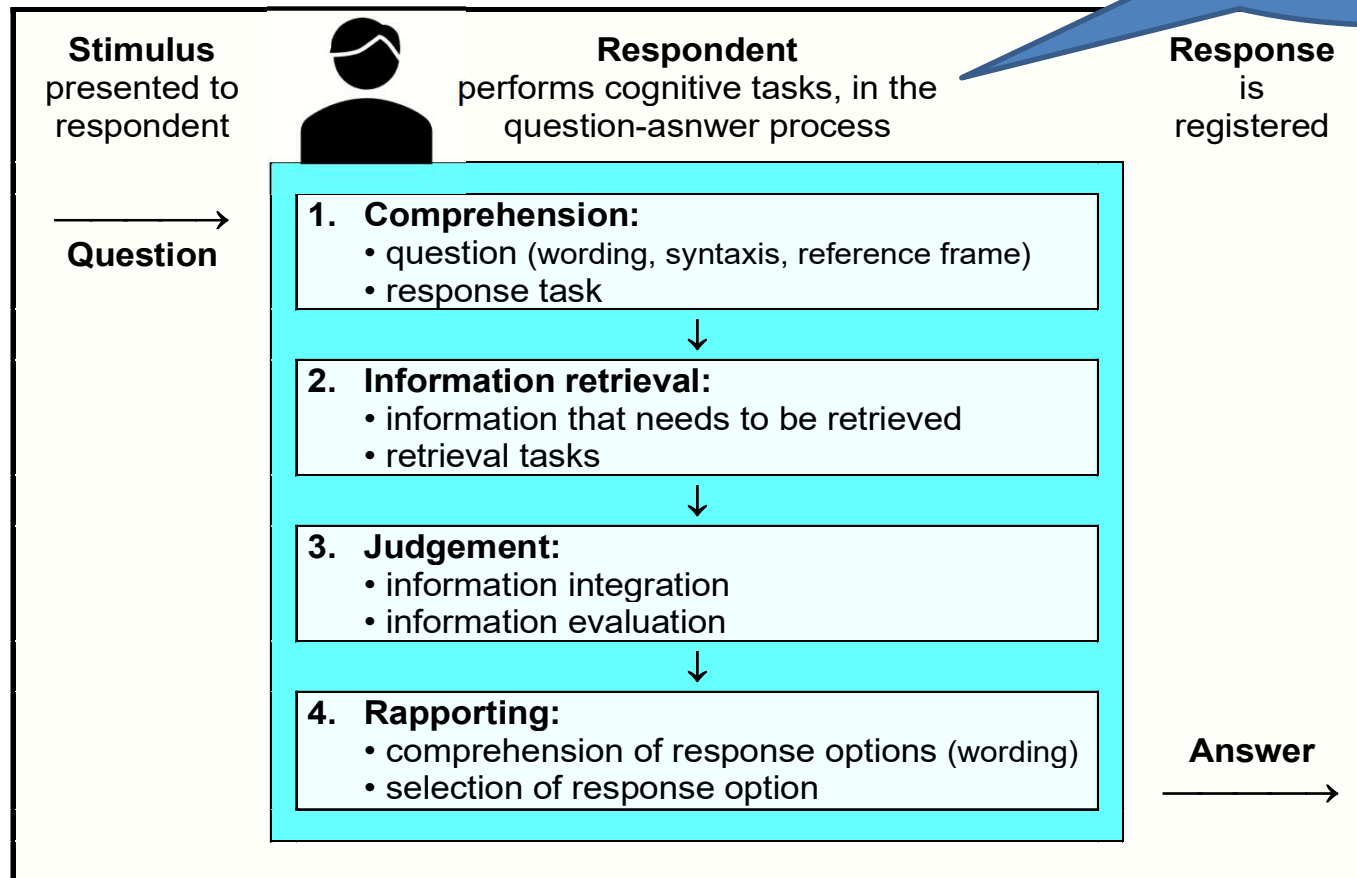 Stimulus
presented to
respondent
Respondent
performs cognitive tasks, in the
question-asnwer process
Response
is
registered
Question
1. Comprehension:
• question (wording, syntaxis, reference frame)
• response task
↓
2. Information retrieval:
• information that needs to be retrieved
• retrieval tasks
↓
3. Judgement:
• information integration
• information evaluation
↓
4. Rapporting:
• comprehension of response options (wording)
• selection of response option
Answer